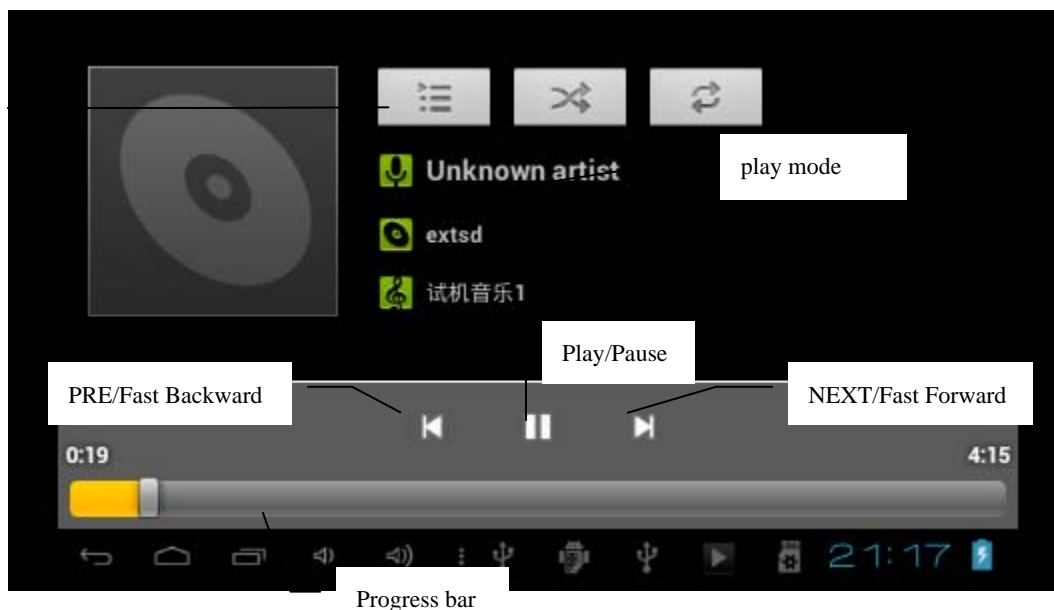 Unknown artist
play mode
extsd
试机音乐1
Play/Pause
PRE/Fast Backward
NEXT/Fast Forward
0:19
4:15
21:17
Progress bar